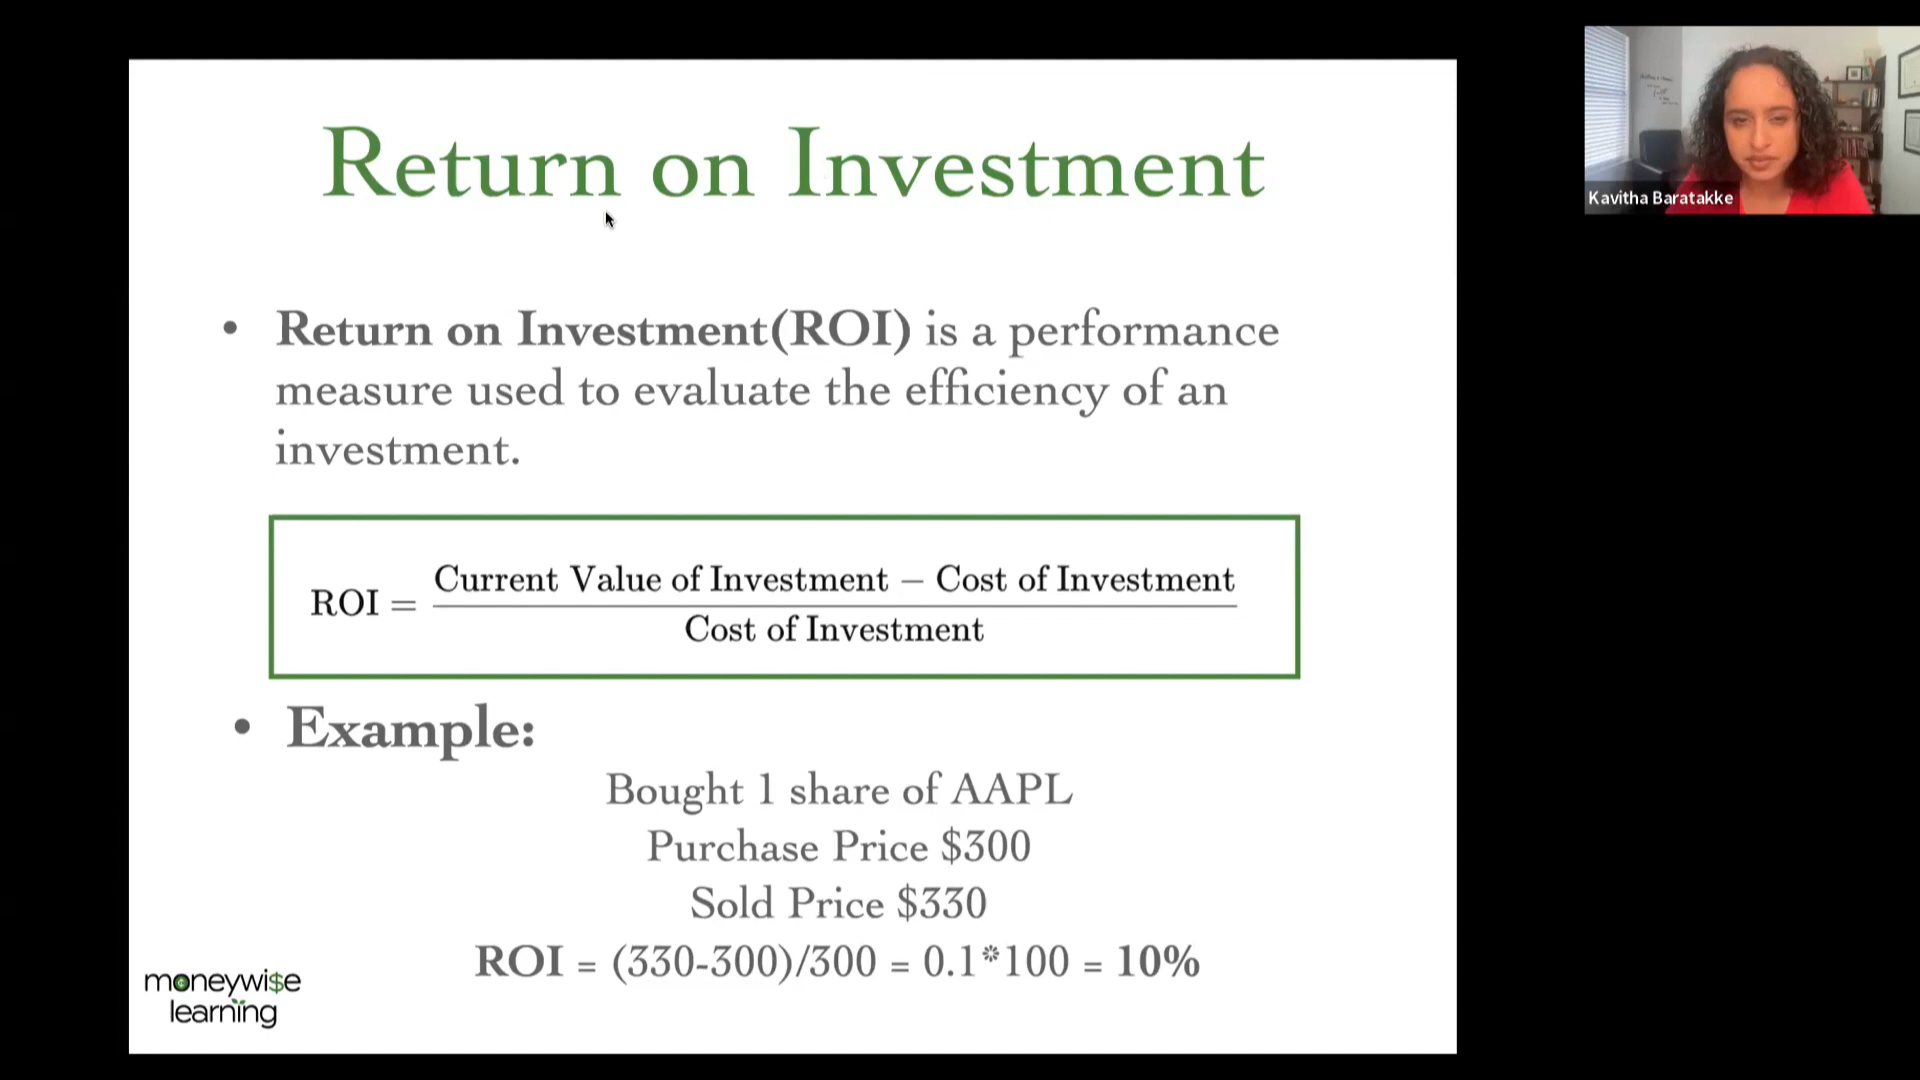 Return on Investment
• Return on Investment(ROI) is a performance
measure used to evaluate the efficiency of an
investment.
ROI = Current Value of Investment − Cost of Investment
Cost of Investment
• Example:
Bought 1 share of AAPL
Purchase Price $300
Sold Price $330
ROI = (330-300)/300 = 0.1*100 = 10%
moneywi$e
learning
Kavitha Baratakke